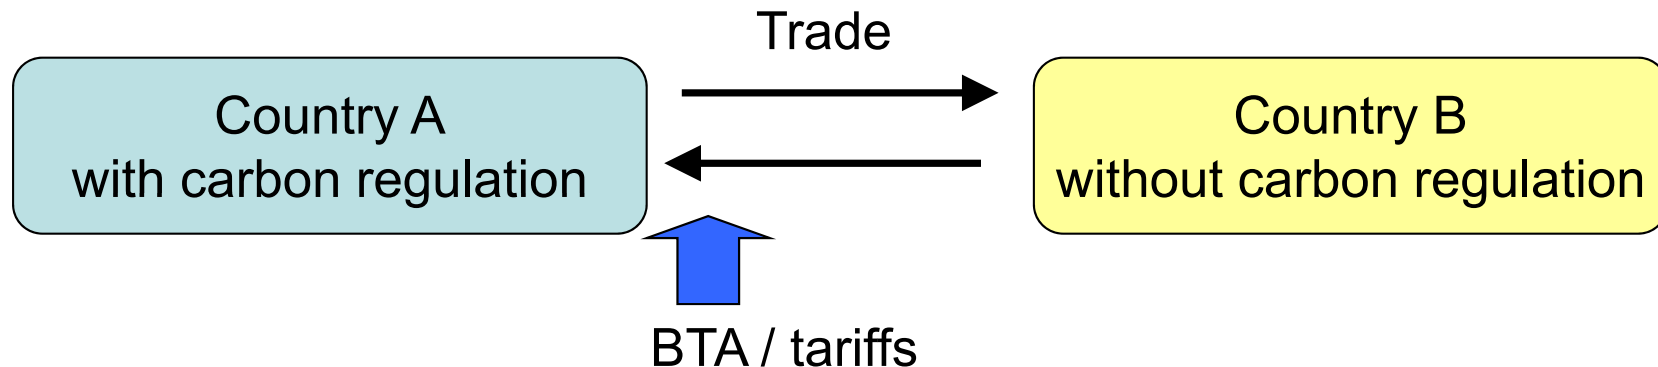 Trade
Country A
with carbon regulation
Country B
without carbon regulation
BTA / tariffs